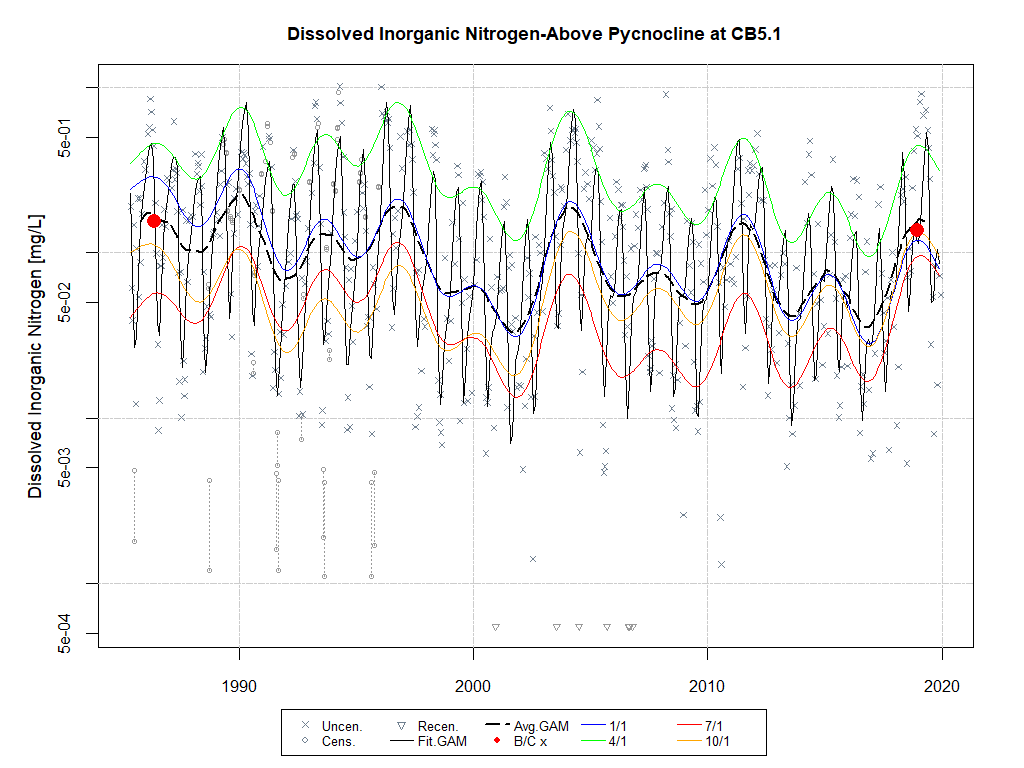 Dissolved Inorganic Nitrogen-Above Pycnocline at CB5.1
Dissolved Inorganic Nitrogen [mg/L]
5e-01
5e-02
5e-03
5e-04
1990 2000 2010 2020
Uncen. Recen. Avg.GAM 1/1 7/1
Cens. Fit.GAM B/C x 4/1 10/1